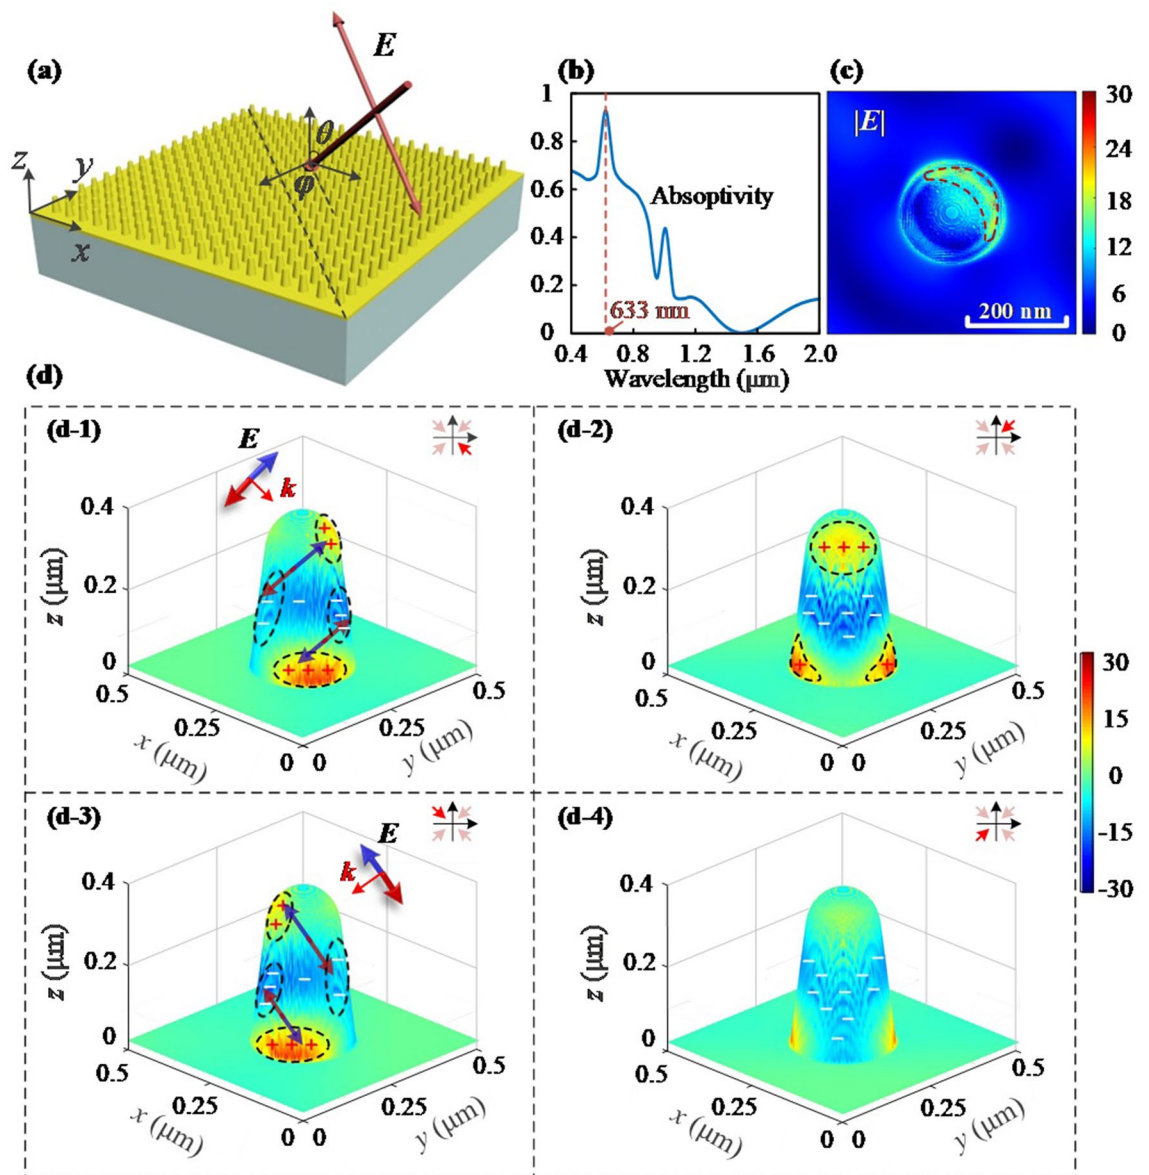 (a)
E
θ
φ
z
y
x
(b)
1
0.8
0.6
0.4
0.2
0
Absoptivity
633 nm
0.4 0.8 1.2 1.6 2.0
Wavelength (μm)
(c)
|E|
200 nm
30
24
18
12
6
0
(d)
(d-1)
E
k
0.4
0.2
0
z (μm)
+ +
− − − − − −
+ + +
0.5
0.25
0 0
0.25
0.5
x (μm)
y (μm)
(d-2)
0.4
0.2
0
z (μm)
+ + +
− − − − − − −
+ +
0.5
0.25
0 0
0.25
0.5
x (μm)
y (μm)
30
15
0
-15
-30
(d-3)
E
k
0.4
0.2
0
z (μm)
+ +
− − − − − −
+ + +
0.5
0.25
0 0
0.25
0.5
x (μm)
y (μm)
(d-4)
0.4
0.2
0
z (μm)
− − − − − − − − − − −
0.5
0.25
0 0
0.25
0.5
x (μm)
y (μm)